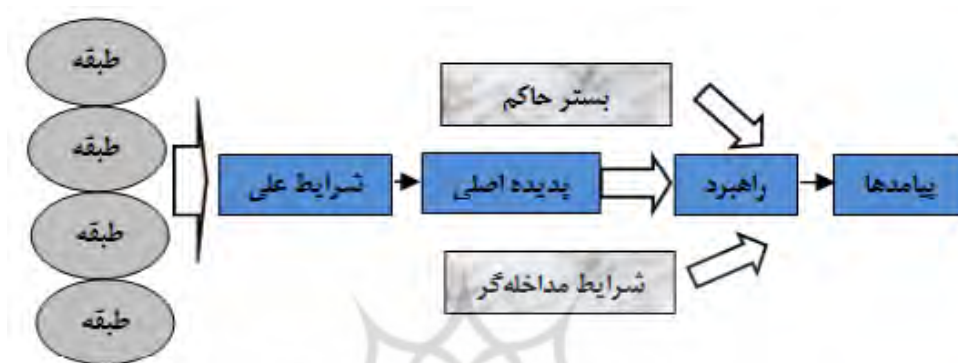 طبقه
طبقه
طبقه
طبقه
بستر حاکم
شرایط علی
پدیده اصلی
راهبرد
پیامدها
شرایط مداخله‌گر